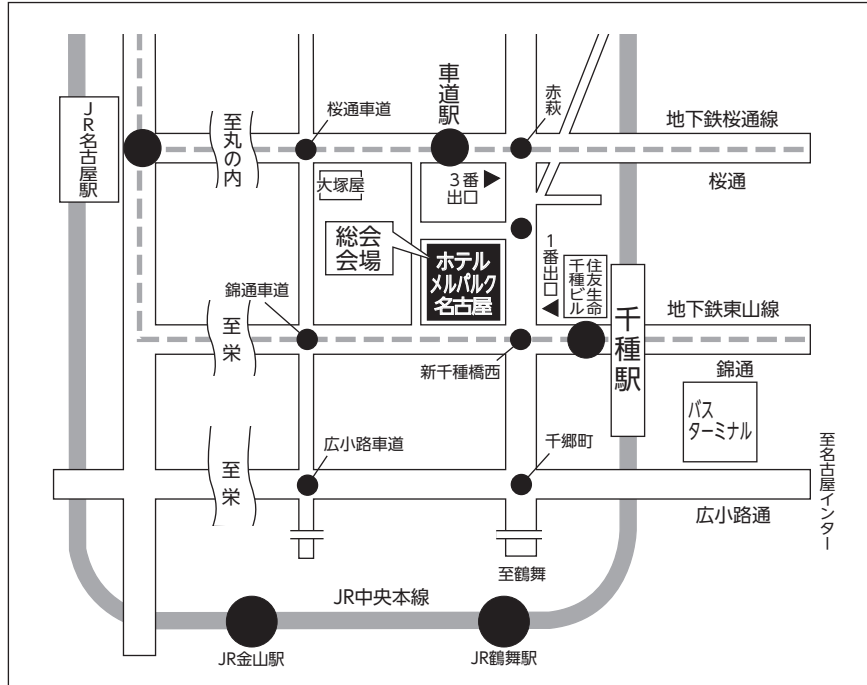 車道駅
赤萩
桜通車道
地下鉄桜通線
JR名古屋駅
至丸の内
桜通
3番
出口
大塚屋
総会
会場
ホテル
メルパルク
名古屋
1番出口
住友生命
千種ビル
千種駅
錦通車道
地下鉄東山線
至栄
新千種橋西
錦通
バス
ターミナル
広小路車道
千郷町
至栄
至名古屋インター
広小路通
至鶴舞
JR中央本線
JR金山駅
JR鶴舞駅